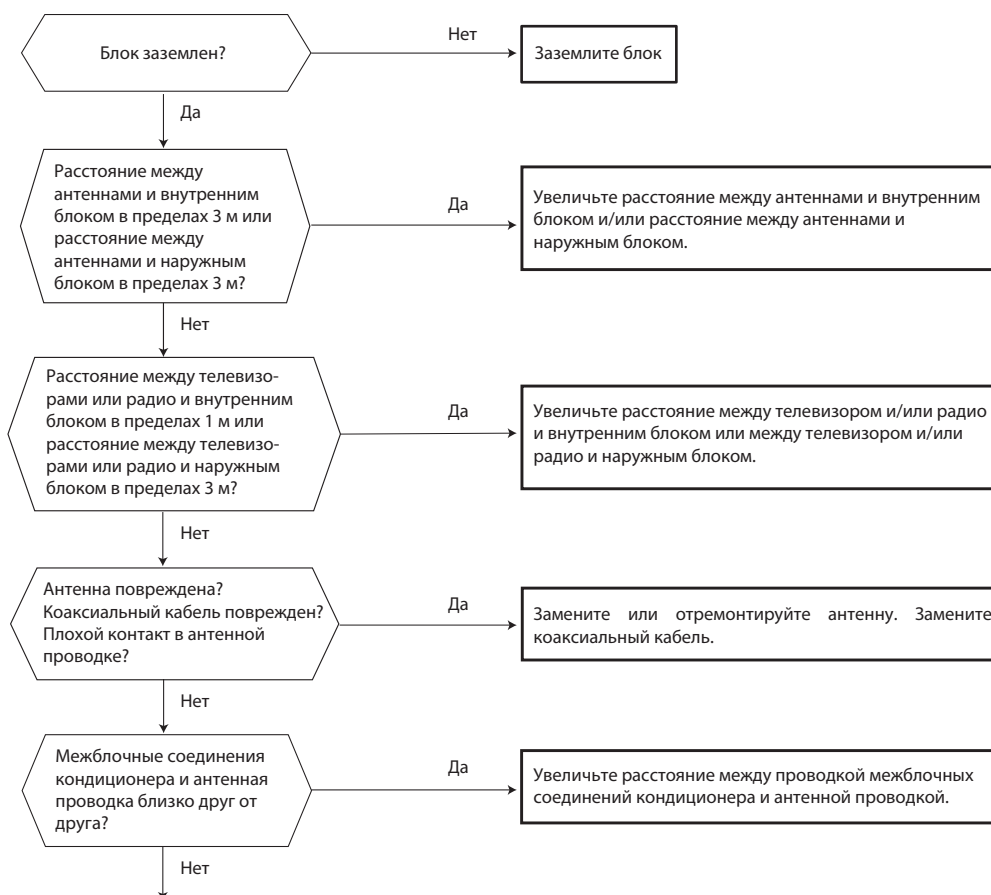 Блок заземлен?
Нет
Заземлите блок
Да
Расстояние между
антеннами и внутренним
блоком в пределах 3 м или
расстояние между
антеннами и наружным
блоком в пределах 3 м?
Да
Увеличьте расстояние между антеннами и внутренним
блоком и/или расстояние между антеннами и
наружным блоком.
Нет
Расстояние между телевизо-
рами или радио и внутренним
блоком в пределах 1 м или
расстояние между телевизо-
рами или радио и наружным
блоком в пределах 3 м?
Да
Увеличьте расстояние между телевизором и/или радио
и внутренним блоком или между телевизором и/или
радио и наружным блоком.
Нет
Антенна повреждена?
Коаксиальный кабель поврежден?
Плохой контакт в антенной
проводке?
Да
Замените или отремонтируйте антенну. Замените
коаксиальный кабель.
Нет
Межблочные соединения
кондиционера и антенная
проводка близко друг от
друга?
Да
Увеличьте расстояние между проводкой межблочных
соединений кондиционера и антенной проводкой.
Нет